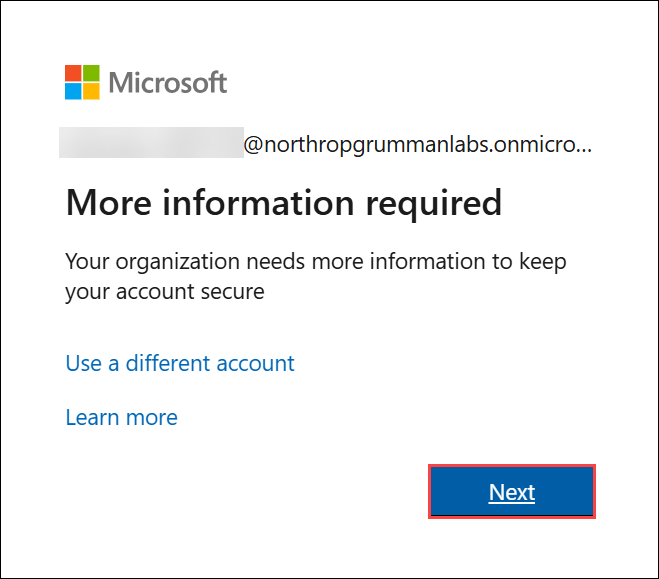 Microsoft
@northropgrummanlabs.onmicro...
More information required
Your organization needs more information to keep
your account secure
Use a different account
Learn more
Next